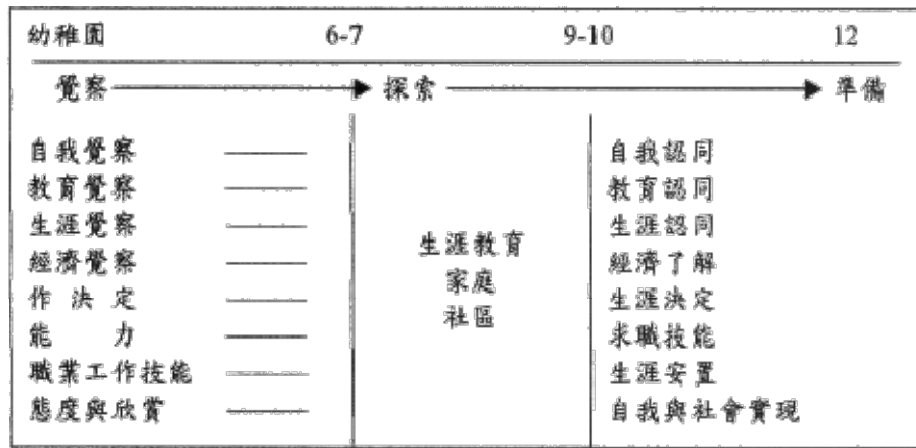 幼稚園 6-7 9-10 12
覺察 探索 準備
自我覺察 自我認同
教育覺察 教育認同
生涯覺察 生涯認同
生涯教育
經濟覺察 經濟了解
家庭
作決定 生涯決定
社區
能力 求職技能
職業工作技能 生涯安置
態度與欣賞 自我與社會實現